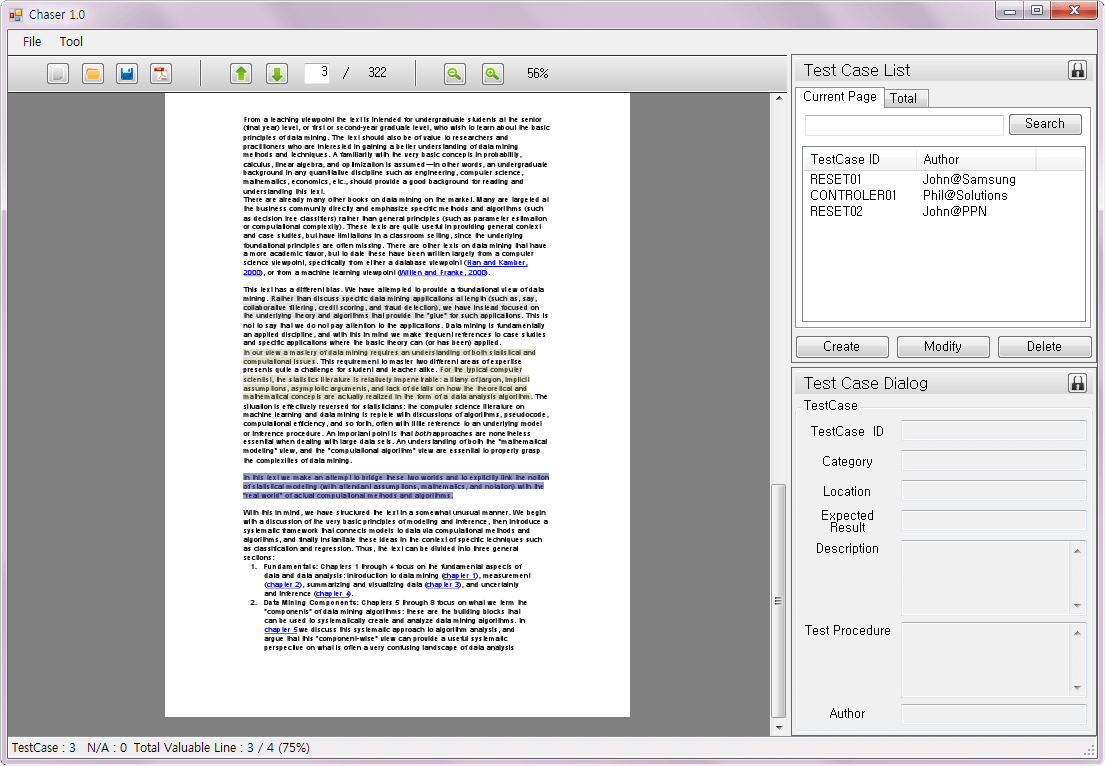 Chaser 1.0
File Tool
3 / 322 56%
From a teaching viewpoint the text is intended for undergraduate students at the senior
(final year) level, or first or second-year graduate level, who wish to learn about the basic
principles of data mining. The text should also be of value to researchers and
practitioners who are interested in gaining a better understanding of data mining
methods and techniques. A familiarity with the very basic concepts in probability,
calculus, linear algebra, and optimization is assumed—in other words, an undergraduate
background in any quantitative discipline such as engineering, computer science,
mathematics, economics, etc., should provide a good background for reading and
understanding this text.
There are already many other books on data mining on the market. Many are targeted at
the business community directly and emphasize specific methods and algorithms (such
as decision tree classifiers) rather than general principles (such as parameter estimation
or computational complexity). These texts are quite useful in providing general context
and case studies, but have limitations in a classroom setting, since the underlying
foundational principles are often missing. There are other texts on data mining that have
a more academic flavor, but to date these have been written largely from a computer
science viewpoint, specifically from either a database viewpoint (Han and Kamber,
2000), or from a machine learning viewpoint (Witten and Franke, 2000).
This text has a different bias. We have attempted to provide a foundational view of data
mining. Rather than discuss specific data mining applications at length (such as, say,
collaborative filtering, credit scoring, and fraud detection), we have instead focused on
the underlying theory and algorithms that provide the "glue" for such applications. This is
not to say that we do not pay attention to the applications. Data mining is fundamentally
an applied discipline, and with this in mind we make frequent references to case studies
and specific applications where the basic theory can (or has been) applied.
In our view a mastery of data mining requires an understanding of both statistical and
computational issues. This requirement to master two different areas of expertise
presents quite a challenge for student and teacher alike. For the typical computer
scientist, the statistics literature is relatively impenetrable: a litany of jargon, implicit
assumptions, asymptotic arguments, and lack of details on how the theoretical and
mathematical concepts are actually realized in the form of a data analysis algorithm. The
situation is effectively reversed for statisticians: the computer science literature on
machine learning and data mining is replete with discussions of algorithms, pseudocode,
computational efficiency, and so forth, often with little reference to an underlying model
or inference procedure. An important point is that both approaches are nonetheless
essential when dealing with large data sets. An understanding of both the "mathematical
modeling" view, and the "computational algorithm" view are essential to properly grasp
the complexities of data mining.
In this text we make an attempt to bridge these two worlds and to explicitly link the notion
of statistical modeling (with attendant assumptions, mathematics, and notation) with the
"real world" of actual computational methods and algorithms.
With this in mind, we have structured the text in a somewhat unusual manner. We begin
with a discussion of the very basic principles of modeling and inference, then introduce a
systematic framework that connects models to data via computational methods and
algorithms, and finally instantiate these ideas in the context of specific techniques such
as classification and regression. Thus, the text can be divided into three general
sections:
1. Fundamentals: Chapters 1 through 4 focus on the fundamental aspects of
data and data analysis: introduction to data mining (chapter 1), measurement
(chapter 2), summarizing and visualizing data (chapter 3), and uncertainty
and inference (chapter 4).
2. Data Mining Components: Chapters 5 through 8 focus on what we term the
"components" of data mining algorithms: these are the building blocks that
can be used to systematically create and analyze data mining algorithms. In
chapter 5 we discuss this systematic approach to algorithm analysis, and
argue that this "component-wise" view can provide a useful systematic
perspective on what is often a very confusing landscape of data analysis
Test Case List
Current Page Total
Search
TestCase ID Author
RESET01 John@Samsung
CONTROLER01 Phil@Solutions
RESET02 John@PPN
Create Modify Delete
Test Case Dialog
TestCase
TestCase ID
Category
Location
Expected
Result
Description
Test Procedure
Author
TestCase : 3 N/A : 0 Total Valuable Line : 3 / 4 (75%)